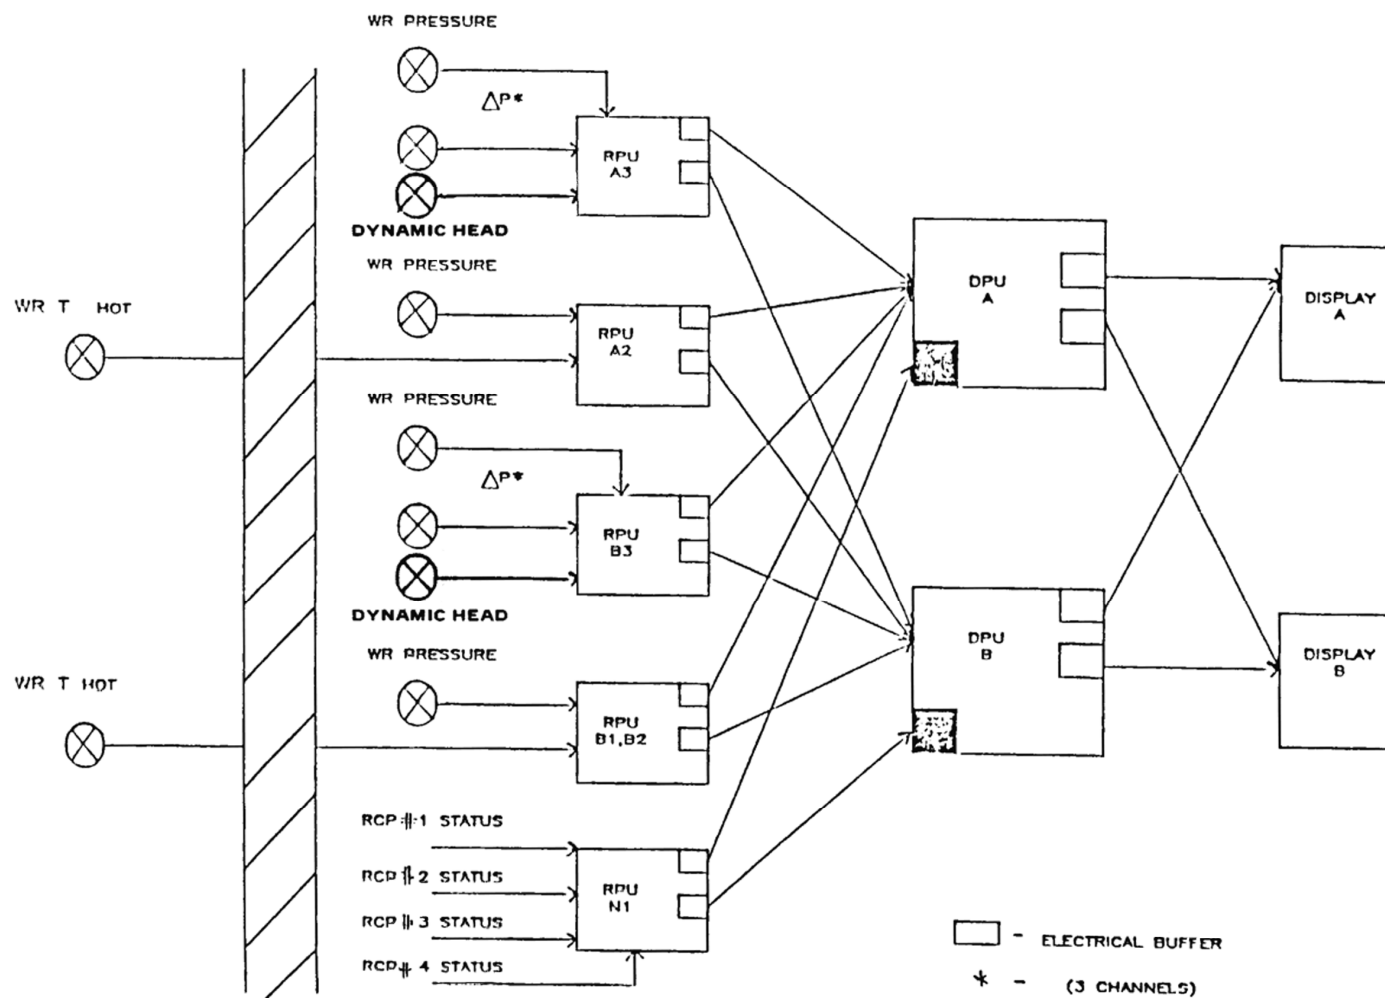 WR PRESSURE
△P*
RPU
A3
DYNAMIC HEAD
WR PRESSURE
WR T HOT
RPU
A2
DPU
A
DISPLAY
A
WR PRESSURE
△P*
RPU
B3
DYNAMIC HEAD
WR PRESSURE
WR T HOT
RPU
B1,B2
DPU
B
DISPLAY
B
RCP # 1 STATUS
RCP # 2 STATUS
RCP # 3 STATUS
RCP # 4 STATUS
RPU
N1
- ELECTRICAL BUFFER
* - (3 CHANNELS)